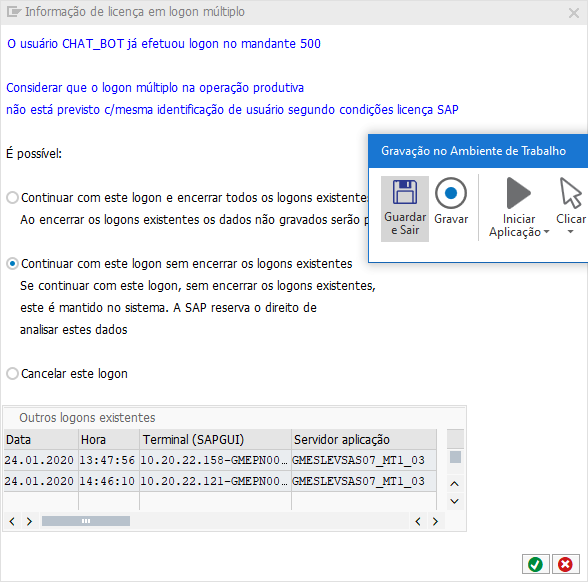 Informação de licença em logon múltiplo
O usuário CHAT_BOT já efetuou logon no mandante 500
Considerar que o logon múltiplo na operação produtiva
não está previsto c/mesma identificação de usuário segundo condições licença SAP
É possível:
Continuar com este logon e encerrar todos os logons existentes
Ao encerrar os logons existentes os dados não gravados serão p
Gravação no Ambiente de Trabalho
Guardar e Sair
Gravar
Iniciar Aplicação
Clicar
Continuar com este logon sem encerrar os logons existentes
Se continuar com este logon, sem encerrar os logons existentes,
este é mantido no sistema. A SAP reserva o direito de
analisar estes dados
Cancelar este logon
Outros logons existentes
Data Hora Terminal (SAPGUI) Servidor aplicação
24.01.2020 13:47:56 10.20.22.158-GMEPN00… GMESLEVSAS07_MT1_03
24.01.2020 14:46:10 10.20.22.121-GMEPN00… GMESLEVSAS07_MT1_03